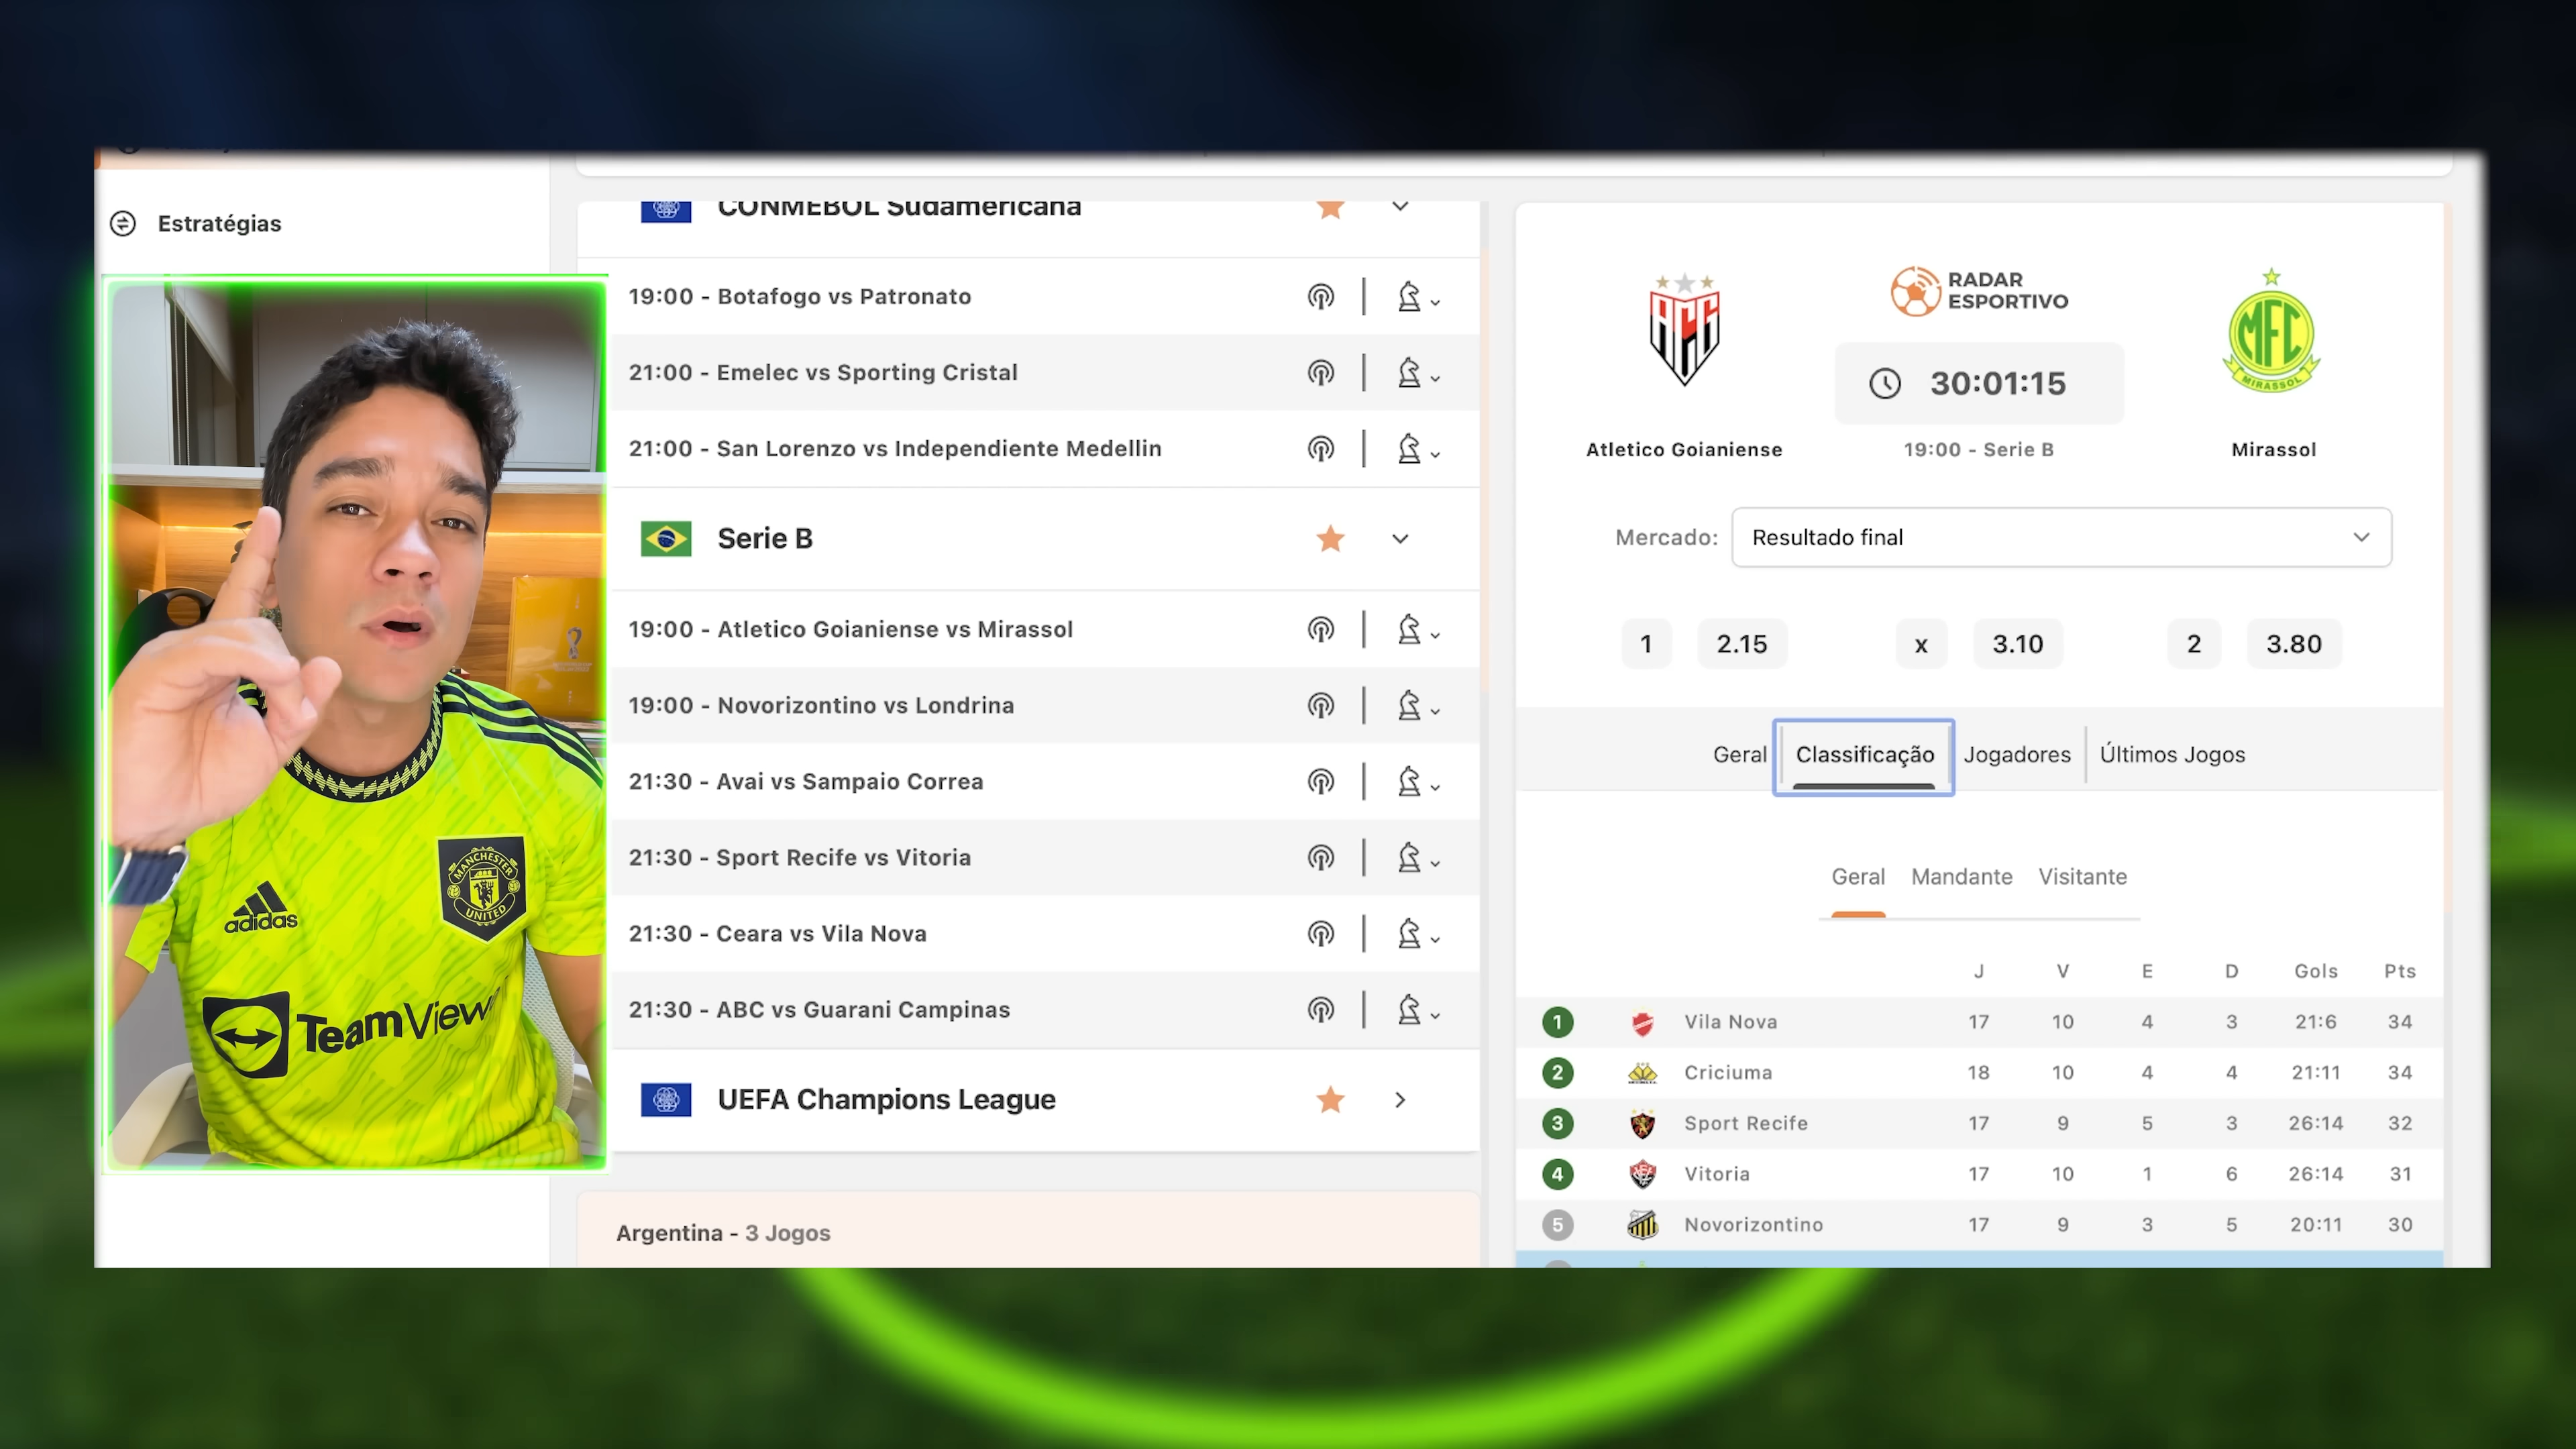 Estratégias
CONMEBOL Sudamericana
19:00 - Botafogo vs Patronato
21:00 - Emelec vs Sporting Cristal
21:00 - San Lorenzo vs Independiente Medellin
Serie B
19:00 - Atletico Goianiense vs Mirassol
19:00 - Novorizontino vs Londrina
21:30 - Avai vs Sampaio Correa
21:30 - Sport Recife vs Vitoria
21:30 - Ceara vs Vila Nova
21:30 - ABC vs Guarani Campinas
UEFA Champions League
Argentina - 3 Jogos
MANCHESTER
UNITED
adidas
TeamView
ACG
RADAR
ESPORTIVO
MFC
MIRASSOL
30:01:15
Atletico Goianiense 19:00 - Serie B Mirassol
Mercado: Resultado final
1 2.15 x 3.10 2 3.80
Geral Classificação Jogadores Últimos Jogos
Geral Mandante Visitante
J V E D Gols Pts
1 Vila Nova 17 10 4 3 21:6 34
2 Criciuma 18 10 4 4 21:11 34
3 Sport Recife 17 9 5 3 26:14 32
4 Vitoria 17 10 1 6 26:14 31
5 Novorizontino 17 9 3 5 20:11 30